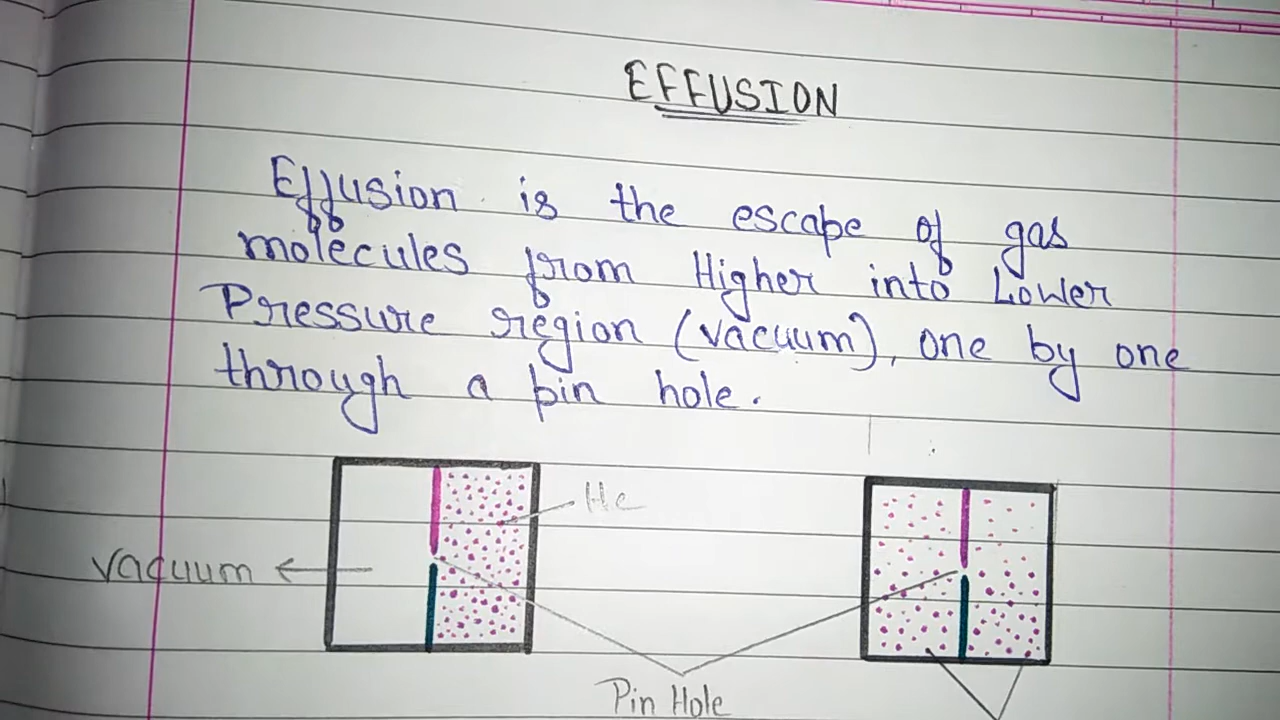 EFFUSION
Effusion is the escape of gas
molecules from Higher into Lower
Pressure region (vacuum), one by one
through a pin hole.
He
Vacuum
Pin Hole